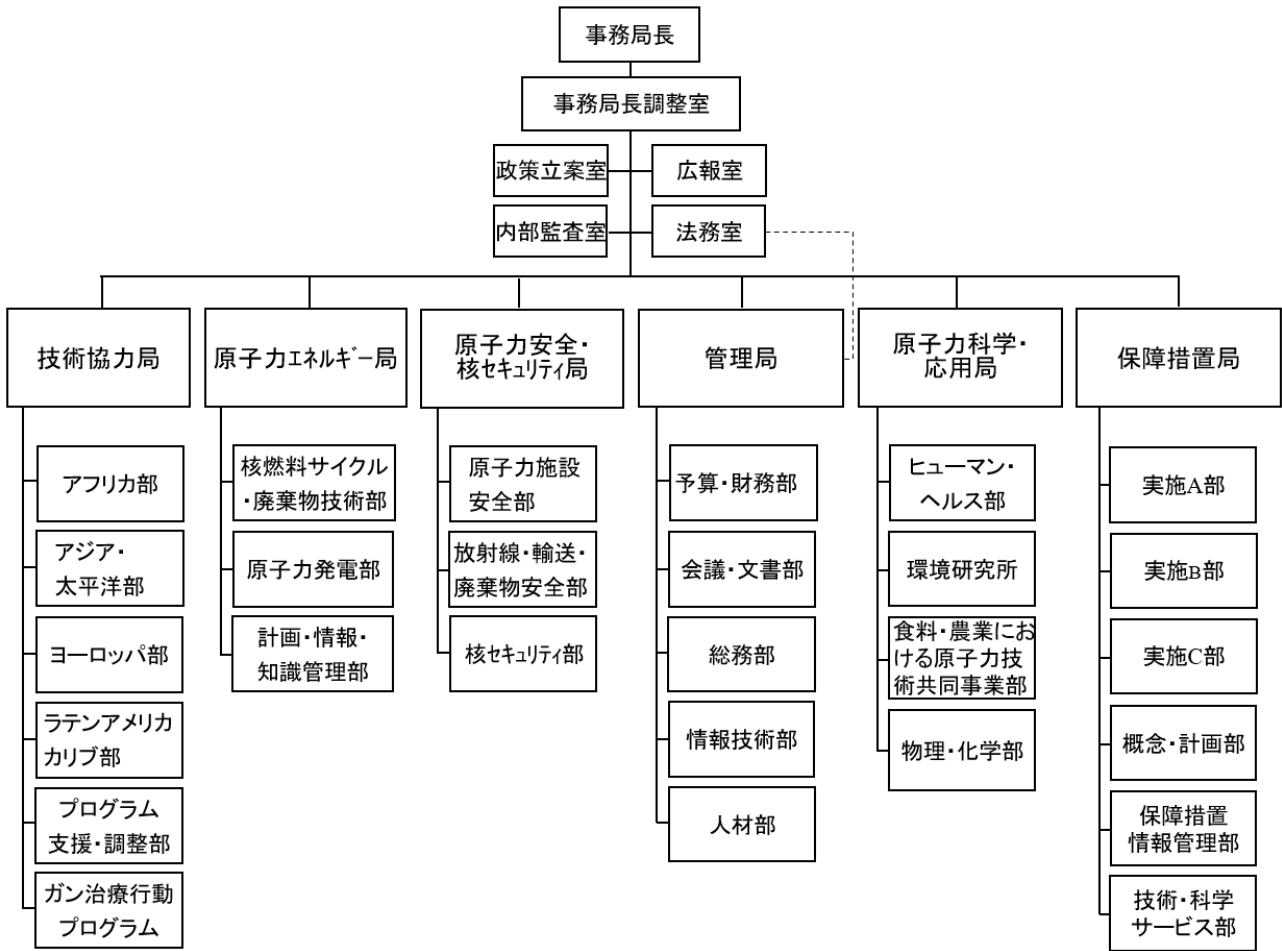 事務局長
事務局長調整室
政策立案室
広報室
内部監査室
法務室
技術協力局
原子力ｴﾈﾙｷﾞｰ局
原子力安全・
核ｾｷｭﾘﾃｨ局
管理局
原子力科学・
応用局
保障措置局
アフリカ部
アジア・
太平洋部
ヨーロッパ部
ラテンアメリカ
カリブ部
プログラム
支援・調整部
ガン治療行動
プログラム
核燃料サイクル
・廃棄物技術部
原子力発電部
計画・情報・
知識管理部
原子力施設
安全部
放射線・輸送・
廃棄物安全部
核ｾｷｭﾘﾃｨ部
予算・財務部
会議・文書部
総務部
情報技術部
人材部
ヒューマン・
ヘルス部
環境研究所
食料・農業にお
ける原子力技
術共同事業部
物理・化学部
実施A部
実施B部
実施C部
概念・計画部
保障措置
情報管理部
技術・科学
サービス部